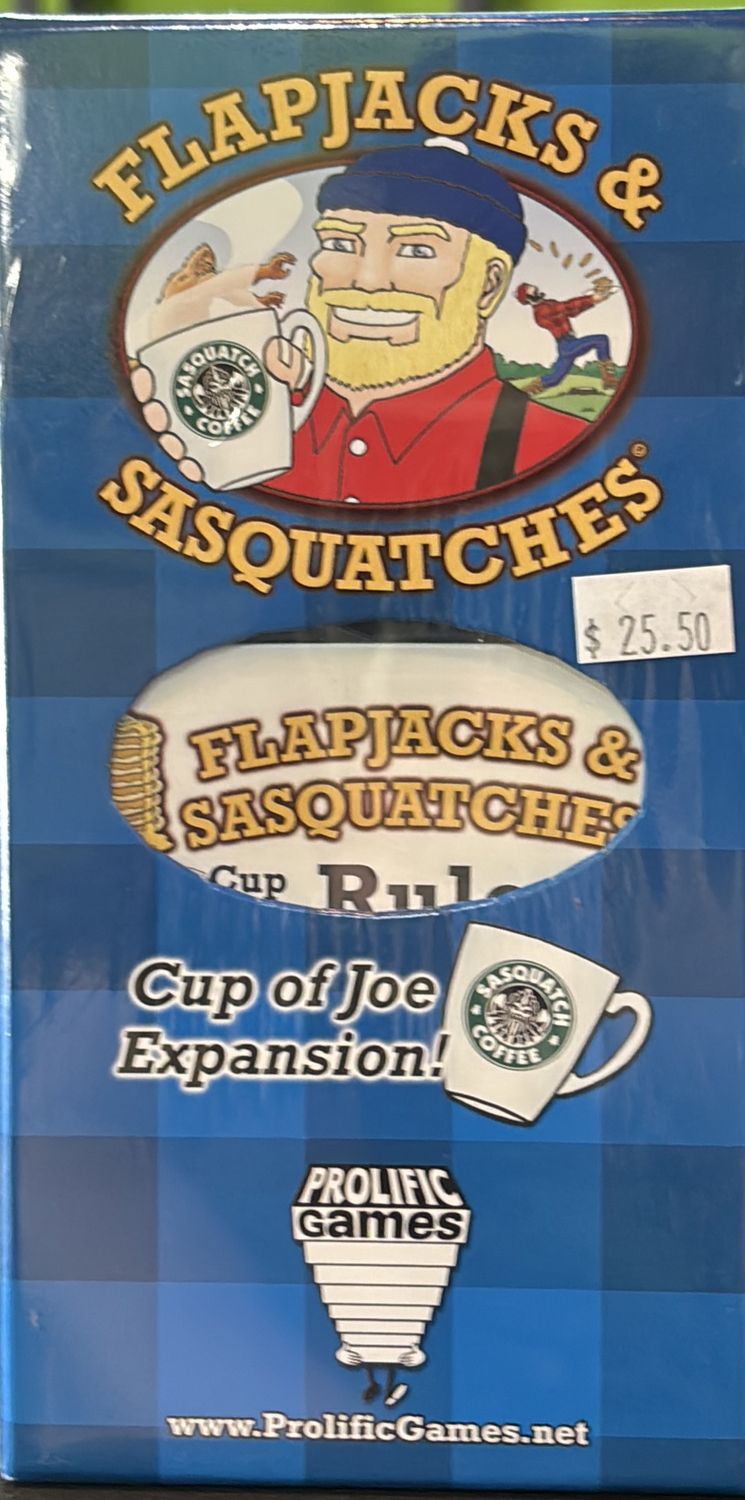 FLAPJACKS &
SASQUATCH
COFFEE
SASQUATCHES®
$ 25.50
FLAPJACKS &
SASQUATCHES
Cup Rule
Cup of Joe
Expansion!
SASQUATCH
COFFEE
PROLIFIC
Games
www.ProlificGames.net